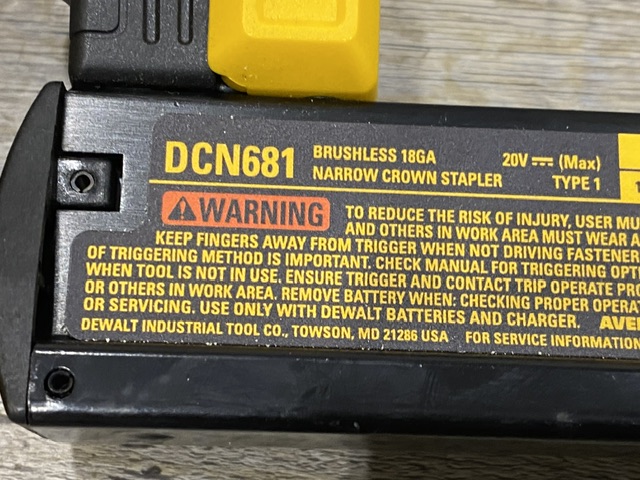 DCN681
BRUSHLESS 18GA
NARROW CROWN STAPLER
20V ⎓ (Max)
TYPE 1
WARNING
TO REDUCE THE RISK OF INJURY, USER
AND OTHERS IN WORK AREA MUST WEAR
KEEP FINGERS AWAY FROM TRIGGER WHEN NOT DRIVING
OF TRIGGERING METHOD IS IMPORTANT. CHECK MANUAL FOR TRIGGERING
WHEN TOOL IS NOT IN USE. ENSURE TRIGGER AND CONTACT TRIP OPERATE
OR OTHERS IN WORK AREA. REMOVE BATTERY WHEN: CHECKING PROPER
OR SERVICING. USE ONLY WITH DEWALT BATTERIES AND CHARGER.
DEWALT INDUSTRIAL TOOL CO., TOWSON, MD 21286 USA FOR SERVICE INFORMATION